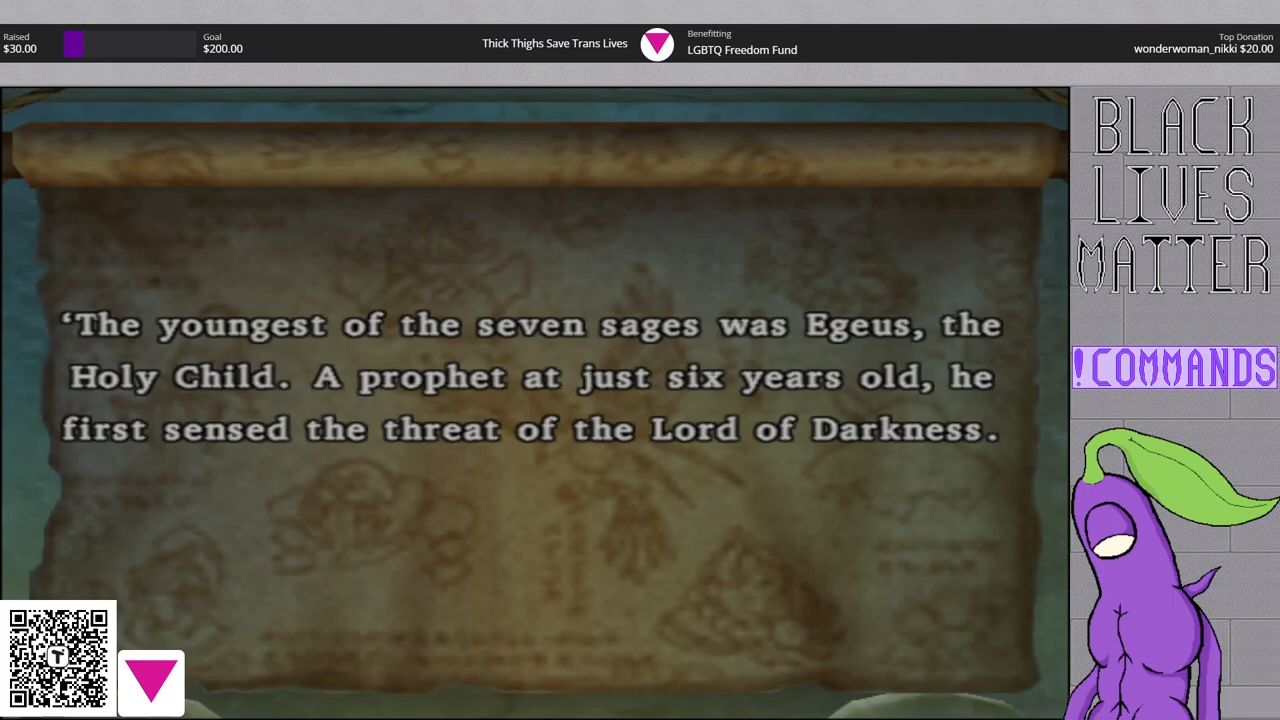 Raised
$30.00
Goal
$200.00
Thick Thighs Save Trans Lives
Benefitting
LGBTQ Freedom Fund
Top Donation
wonderwoman_nikki $20.00
BLACK
LIVES
MATTER
‘The youngest of the seven sages was Egeus, the
Holy Child. A prophet at just six years old, he
first sensed the threat of the Lord of Darkness.
!COMMANDS
T